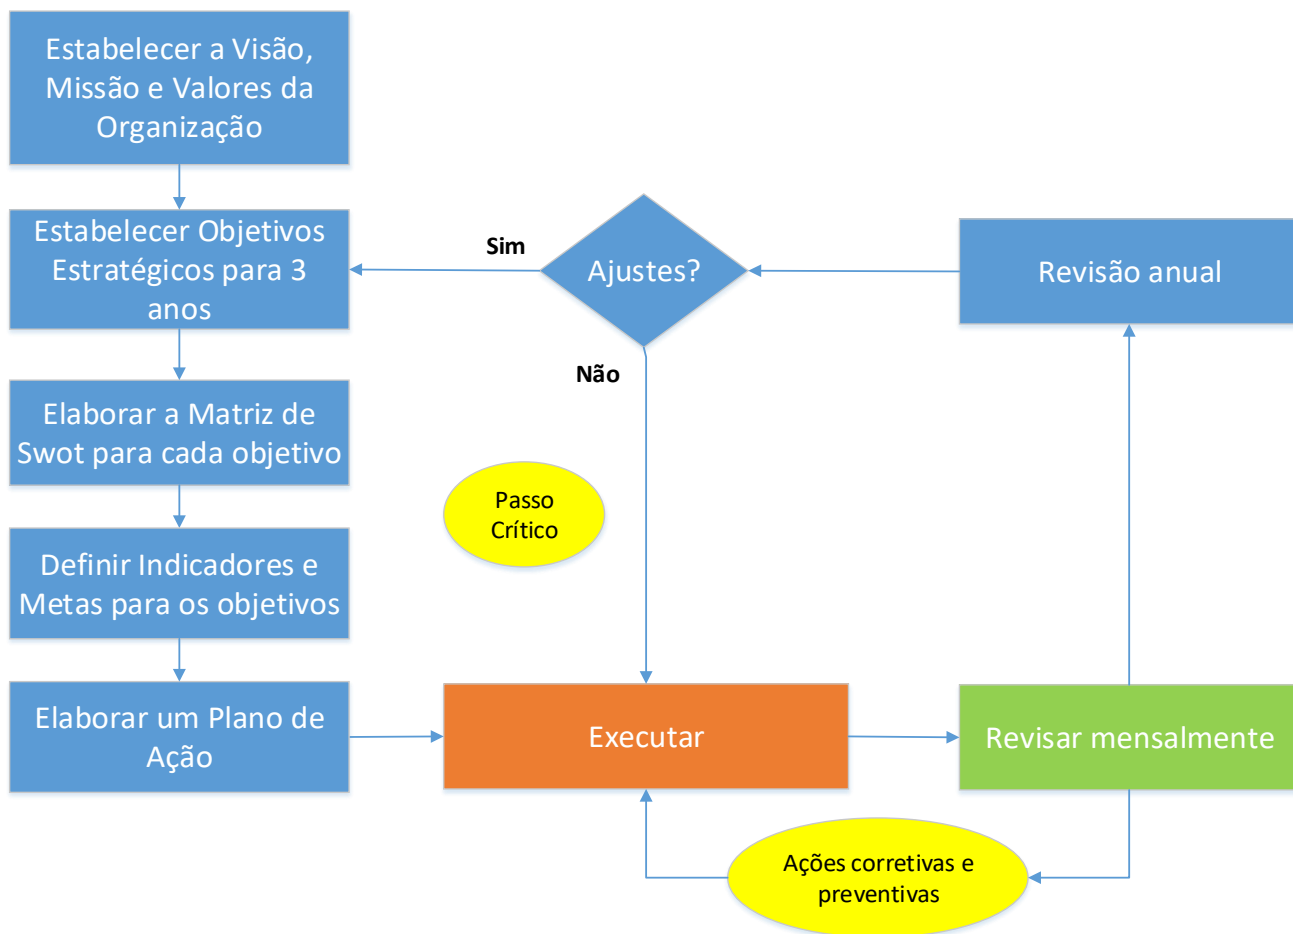 Estabelecer a Visão,
Missão e Valores da
Organização
Estabelecer Objetivos
Estratégicos para 3
anos
Sim
Ajustes?
Revisão anual
Não
Elaborar a Matriz de
Swot para cada objetivo
Passo
Crítico
Definir Indicadores e
Metas para os objetivos
Elaborar um Plano de
Ação
Executar
Revisar mensalmente
Ações corretivas e
preventivas